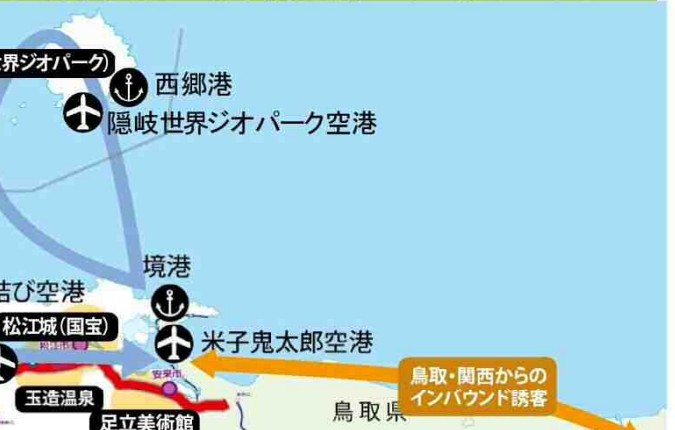 世界ジオパーク)
西郷港
隠岐世界ジオパーク空港
境港
結び空港
松江城(国宝)
米子鬼太郎空港
安来市
鳥取・関西からの
インバウンド誘客
玉造温泉
足立美術館
鳥取県